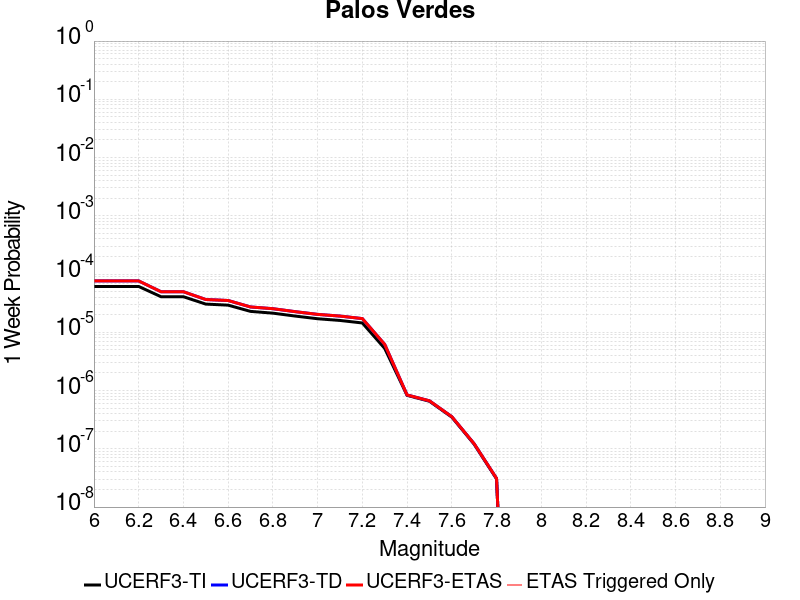 Palos Verdes
10 0
10 -1
10 -2
10 -3
10 -4
10 -5
10 -6
10 -7
10 -8
1 Week Probability
6 6.2 6.4 6.6 6.8 7 7.2 7.4 7.6 7.8 8 8.2 8.4 8.6 8.8 9
Magnitude
UCERF3-TI UCERF3-TD UCERF3-ETAS ETAS Triggered Only